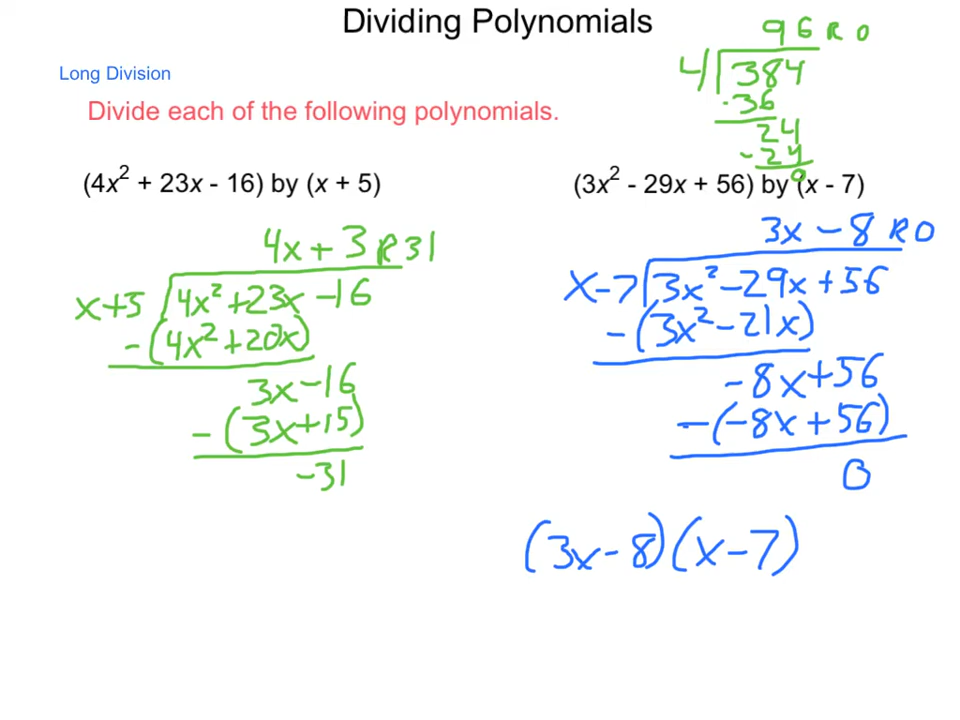 Dividing Polynomials
96 R 0
4 384
-36
24
-24
0
Long Division
Divide each of the following polynomials.
(4x² + 23x - 16) by (x + 5)
4x + 3 R 31
x+5 4x²+23x -16
-(4x²+20x)
3x-16
-(3x+15)
-31
(3x² - 29x + 56) by (x - 7)
3x - 8 R 0
x-7 3x²-29x+56
-(3x²-21x)
-8x+56
-(-8x+56)
0
(3x-8)(x-7)